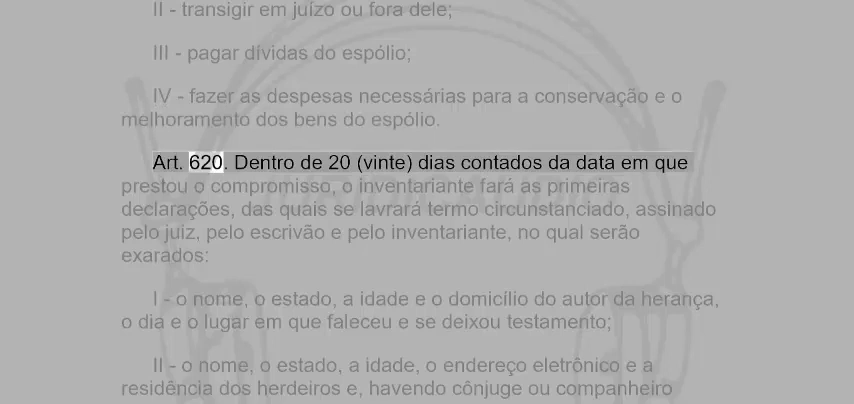 II - transigir em juízo ou fora dele;
III - pagar dívidas do espólio;
IV - fazer as despesas necessárias para a conservação e o
melhoramento dos bens do espólio.
Art. 620. Dentro de 20 (vinte) dias contados da data em que
prestou o compromisso, o inventariante fará as primeiras
declarações, das quais se lavrará termo circunstanciado, assinado
pelo juiz, pelo escrivão e pelo inventariante, no qual serão
exarados:
I - o nome, o estado, a idade e o domicílio do autor da herança,
o dia e o lugar em que faleceu e se deixou testamento;
II - o nome, o estado, a idade, o endereço eletrônico e a
residência dos herdeiros e, havendo cônjuge ou companheiro